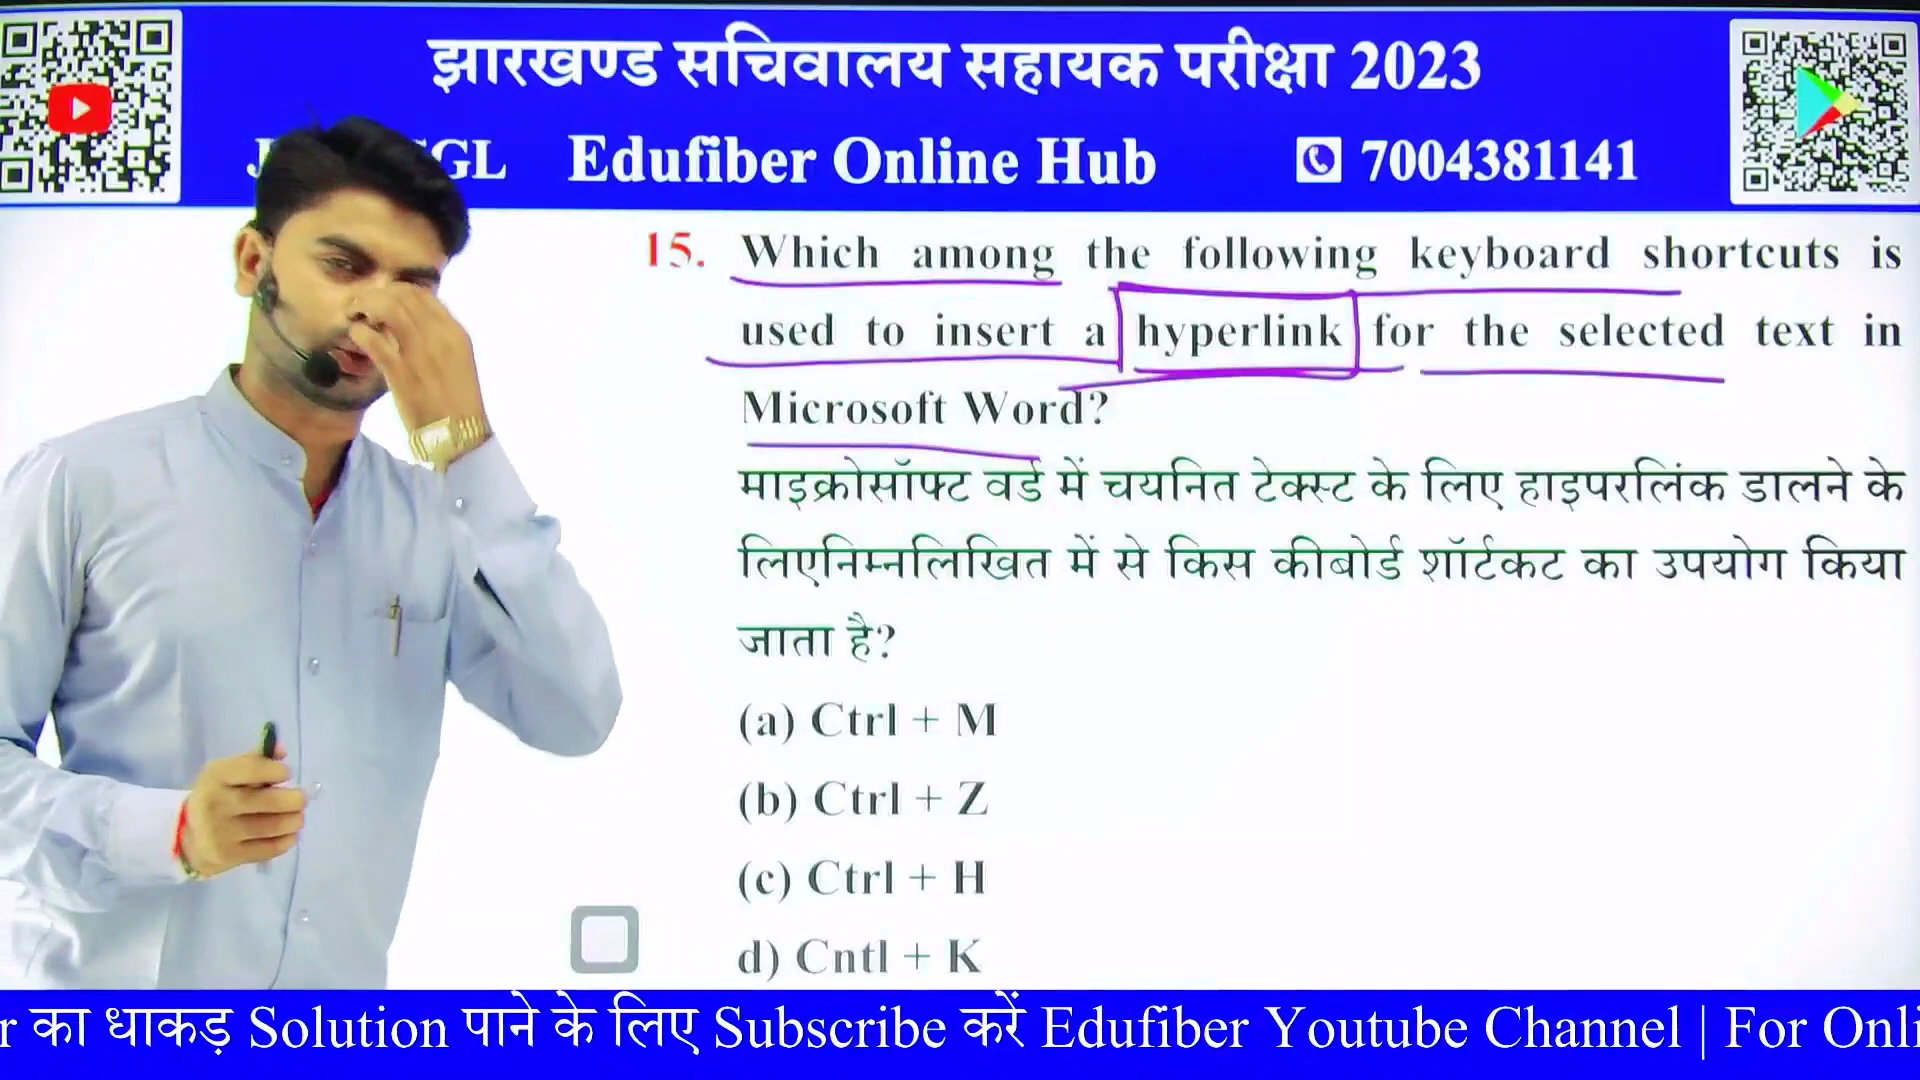 झारखण्ड सचिवालय सहायक परीक्षा 2023
GL Edufiber Online Hub 7004381141
15. Which among the following keyboard shortcuts is
used to insert a hyperlink for the selected text in
Microsoft Word?
माइक्रोसॉफ्ट वर्ड में चयनित टेक्स्ट के लिए हाइपरलिंक डालने के
लिएनिम्नलिखित में से किस कीबोर्ड शॉर्टकट का उपयोग किया
जाता है?
(a) Ctrl + M
(b) Ctrl + Z
(c) Ctrl + H
d) Cntl + K
r का धाकड़ Solution पाने के लिए Subscribe करें Edufiber Youtube Channel | For Onli